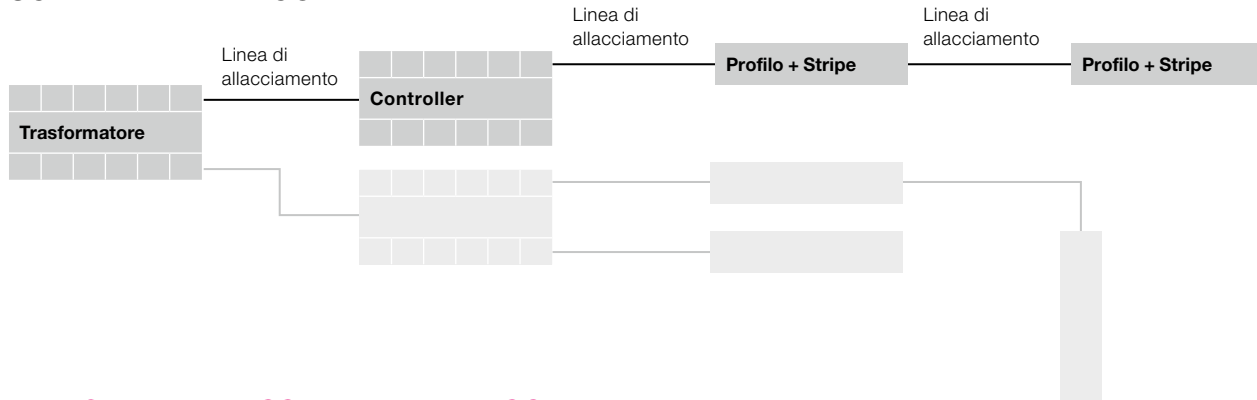 Linea di
allacciamento
Linea di
allacciamento
Linea di
allacciamento
Profilo + Stripe
Profilo + Stripe
Controller
Trasformatore